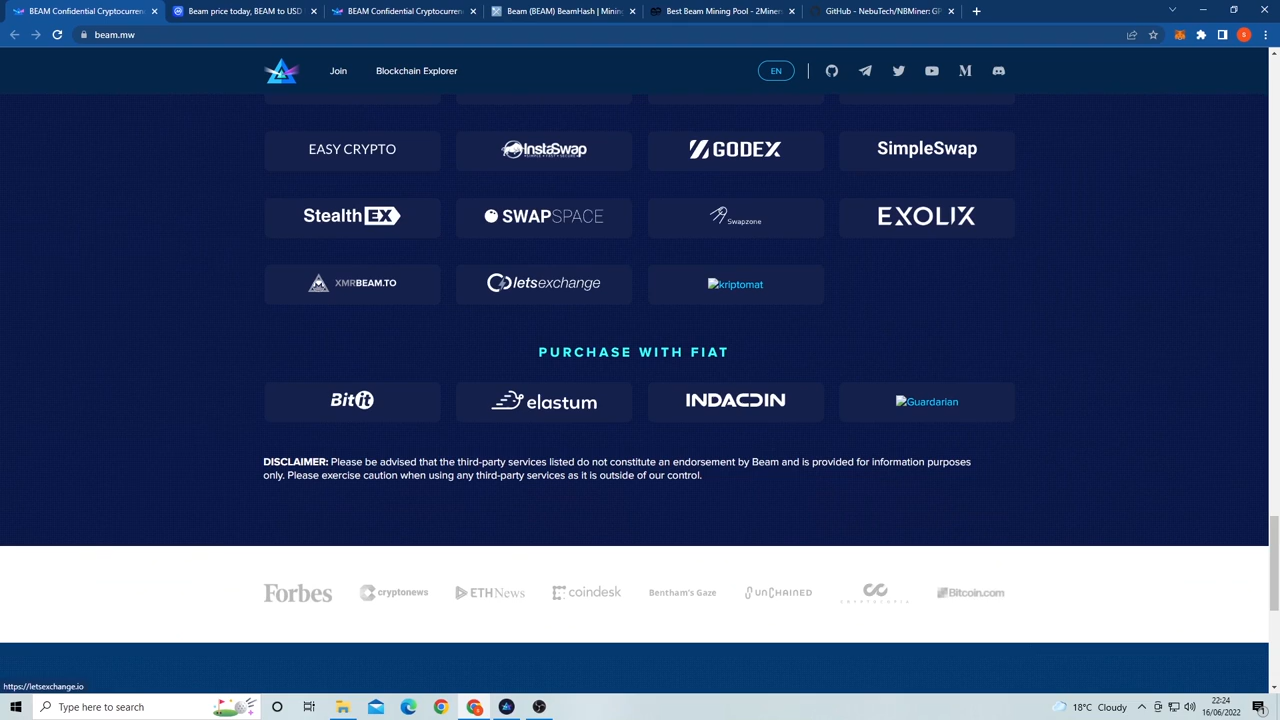 BEAM Confidential Cryptocurrenc
Beam price today, BEAM to USD
BEAM Confidential Cryptocurrenc
Beam (BEAM) BeamHash | Mining
Best Beam Mining Pool - 2Miners
GitHub - NebuTech/NBMiner: GP
beam.mw
Join
Blockchain Explorer
EN
EASY CRYPTO
InstaSwap
GODEX
SimpleSwap
StealthEX
SWAPSPACE
Swapzone
EXOLIX
XMRBEAM.TO
letsexchange
kriptomat
PURCHASE WITH FIAT
Bitit
elastum
INDACOIN
Guardarian
DISCLAIMER: Please be advised that the third-party services listed do not constitute an endorsement by Beam and is provided for information purposes
only. Please exercise caution when using any third-party services as it is outside of our control.
Forbes
cryptonews
ETHNews
coindesk
Bentham's Gaze
UNCHAINED
Bitcoin.com
https://letsexchange.io
Type here to search
18°C Cloudy
22:24
16/06/2022